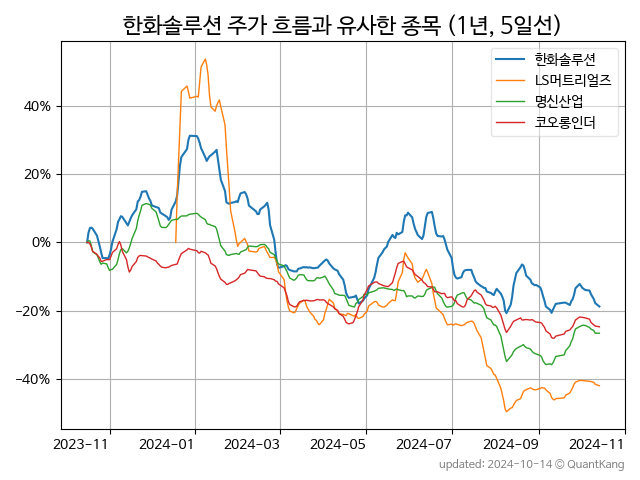 한화솔루션 주가 흐름과 유사한 종목 (1년, 5일선)
한화솔루션
LS머트리얼즈
명신산업
코오롱인더
40%
20%
0%
−20%
−40%
2023-11 2024-01 2024-03 2024-05 2024-07 2024-09 2024-11
updated: 2024-10-14 © QuantKang